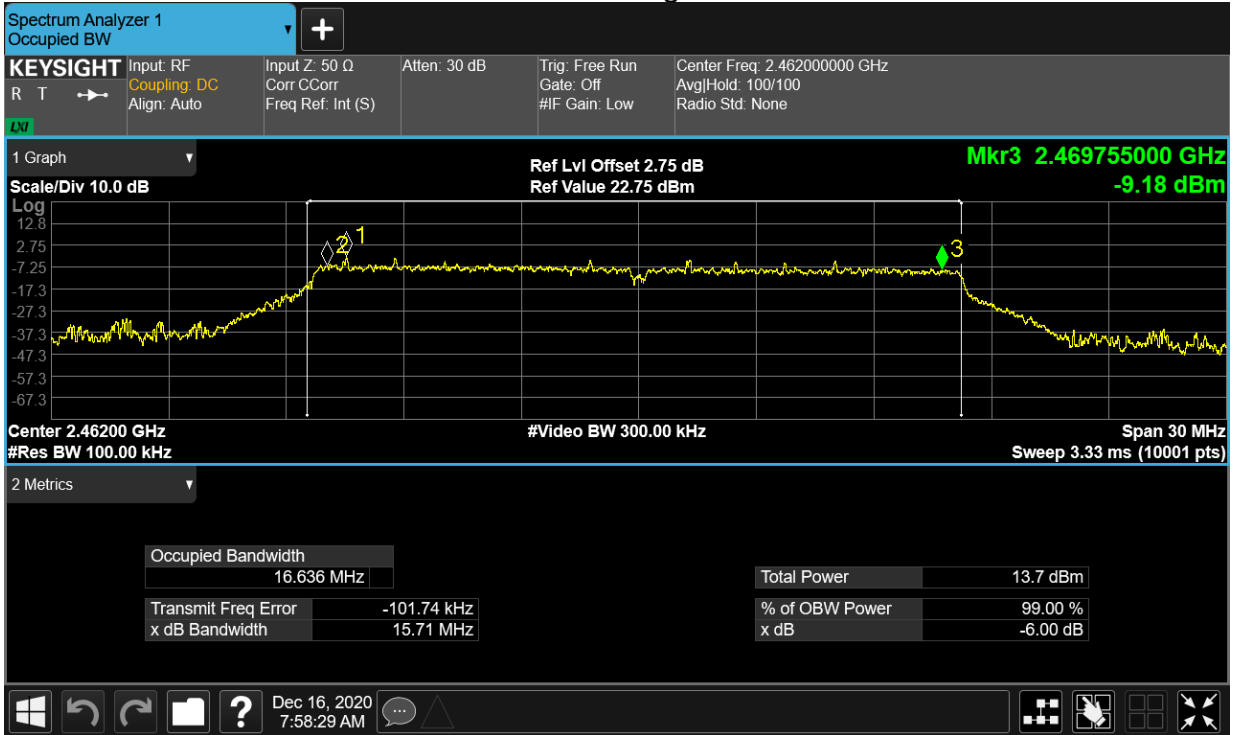 Spectrum Analyzer 1
Occupied BW
+
KEYSIGHT
R T
LXI
Input: RF
Coupling: DC
Align: Auto
Input Z: 50 Ω
Corr CCorr
Freq Ref: Int (S)
Atten: 30 dB
Trig: Free Run
Gate: Off
#IF Gain: Low
Center Freq: 2.462000000 GHz
Avg|Hold: 100/100
Radio Std: None
1 Graph
Ref Lvl Offset 2.75 dB
Mkr3 2.469755000 GHz
Scale/Div 10.0 dB
Ref Value 22.75 dBm
-9.18 dBm
Log
12.8
2.75
-7.25
-17.3
-27.3
-37.3
-47.3
-57.3
-67.3
2
1
3
Center 2.46200 GHz
#Video BW 300.00 kHz
Span 30 MHz
#Res BW 100.00 kHz
Sweep 3.33 ms (10001 pts)
2 Metrics
Occupied Bandwidth
16.636 MHz
Total Power 13.7 dBm
Transmit Freq Error -101.74 kHz
% of OBW Power 99.00 %
x dB Bandwidth 15.71 MHz
x dB -6.00 dB
?
Dec 16, 2020
7:58:29 AM